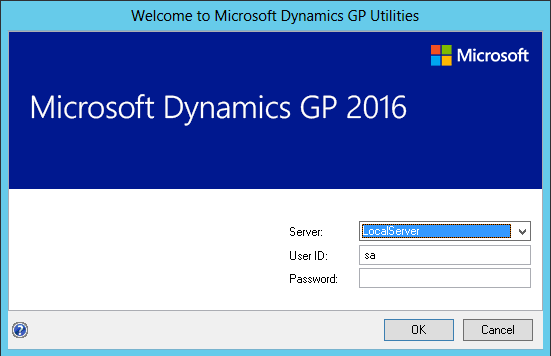 Welcome to Microsoft Dynamics GP Utilities
Microsoft
Microsoft Dynamics GP 2016
Server: LocalServer
User ID: sa
Password:
? OK Cancel